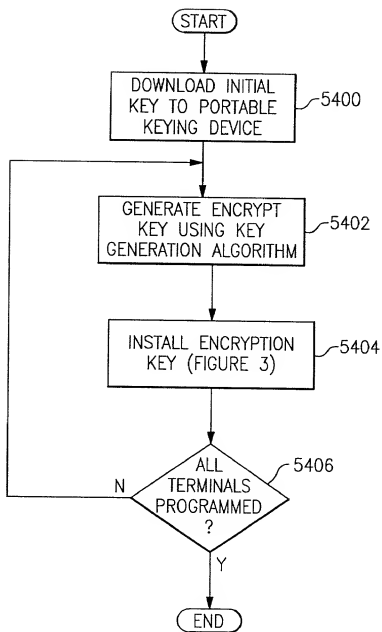 START
DOWNLOAD INITIAL
KEY TO PORTABLE
KEYING DEVICE
5400
GENERATE ENCRYPT
KEY USING KEY
GENERATION ALGORITHM
5402
INSTALL ENCRYPTION
KEY (FIGURE 3)
5404
ALL
TERMINALS
PROGRAMMED
?
5406
N
Y
END